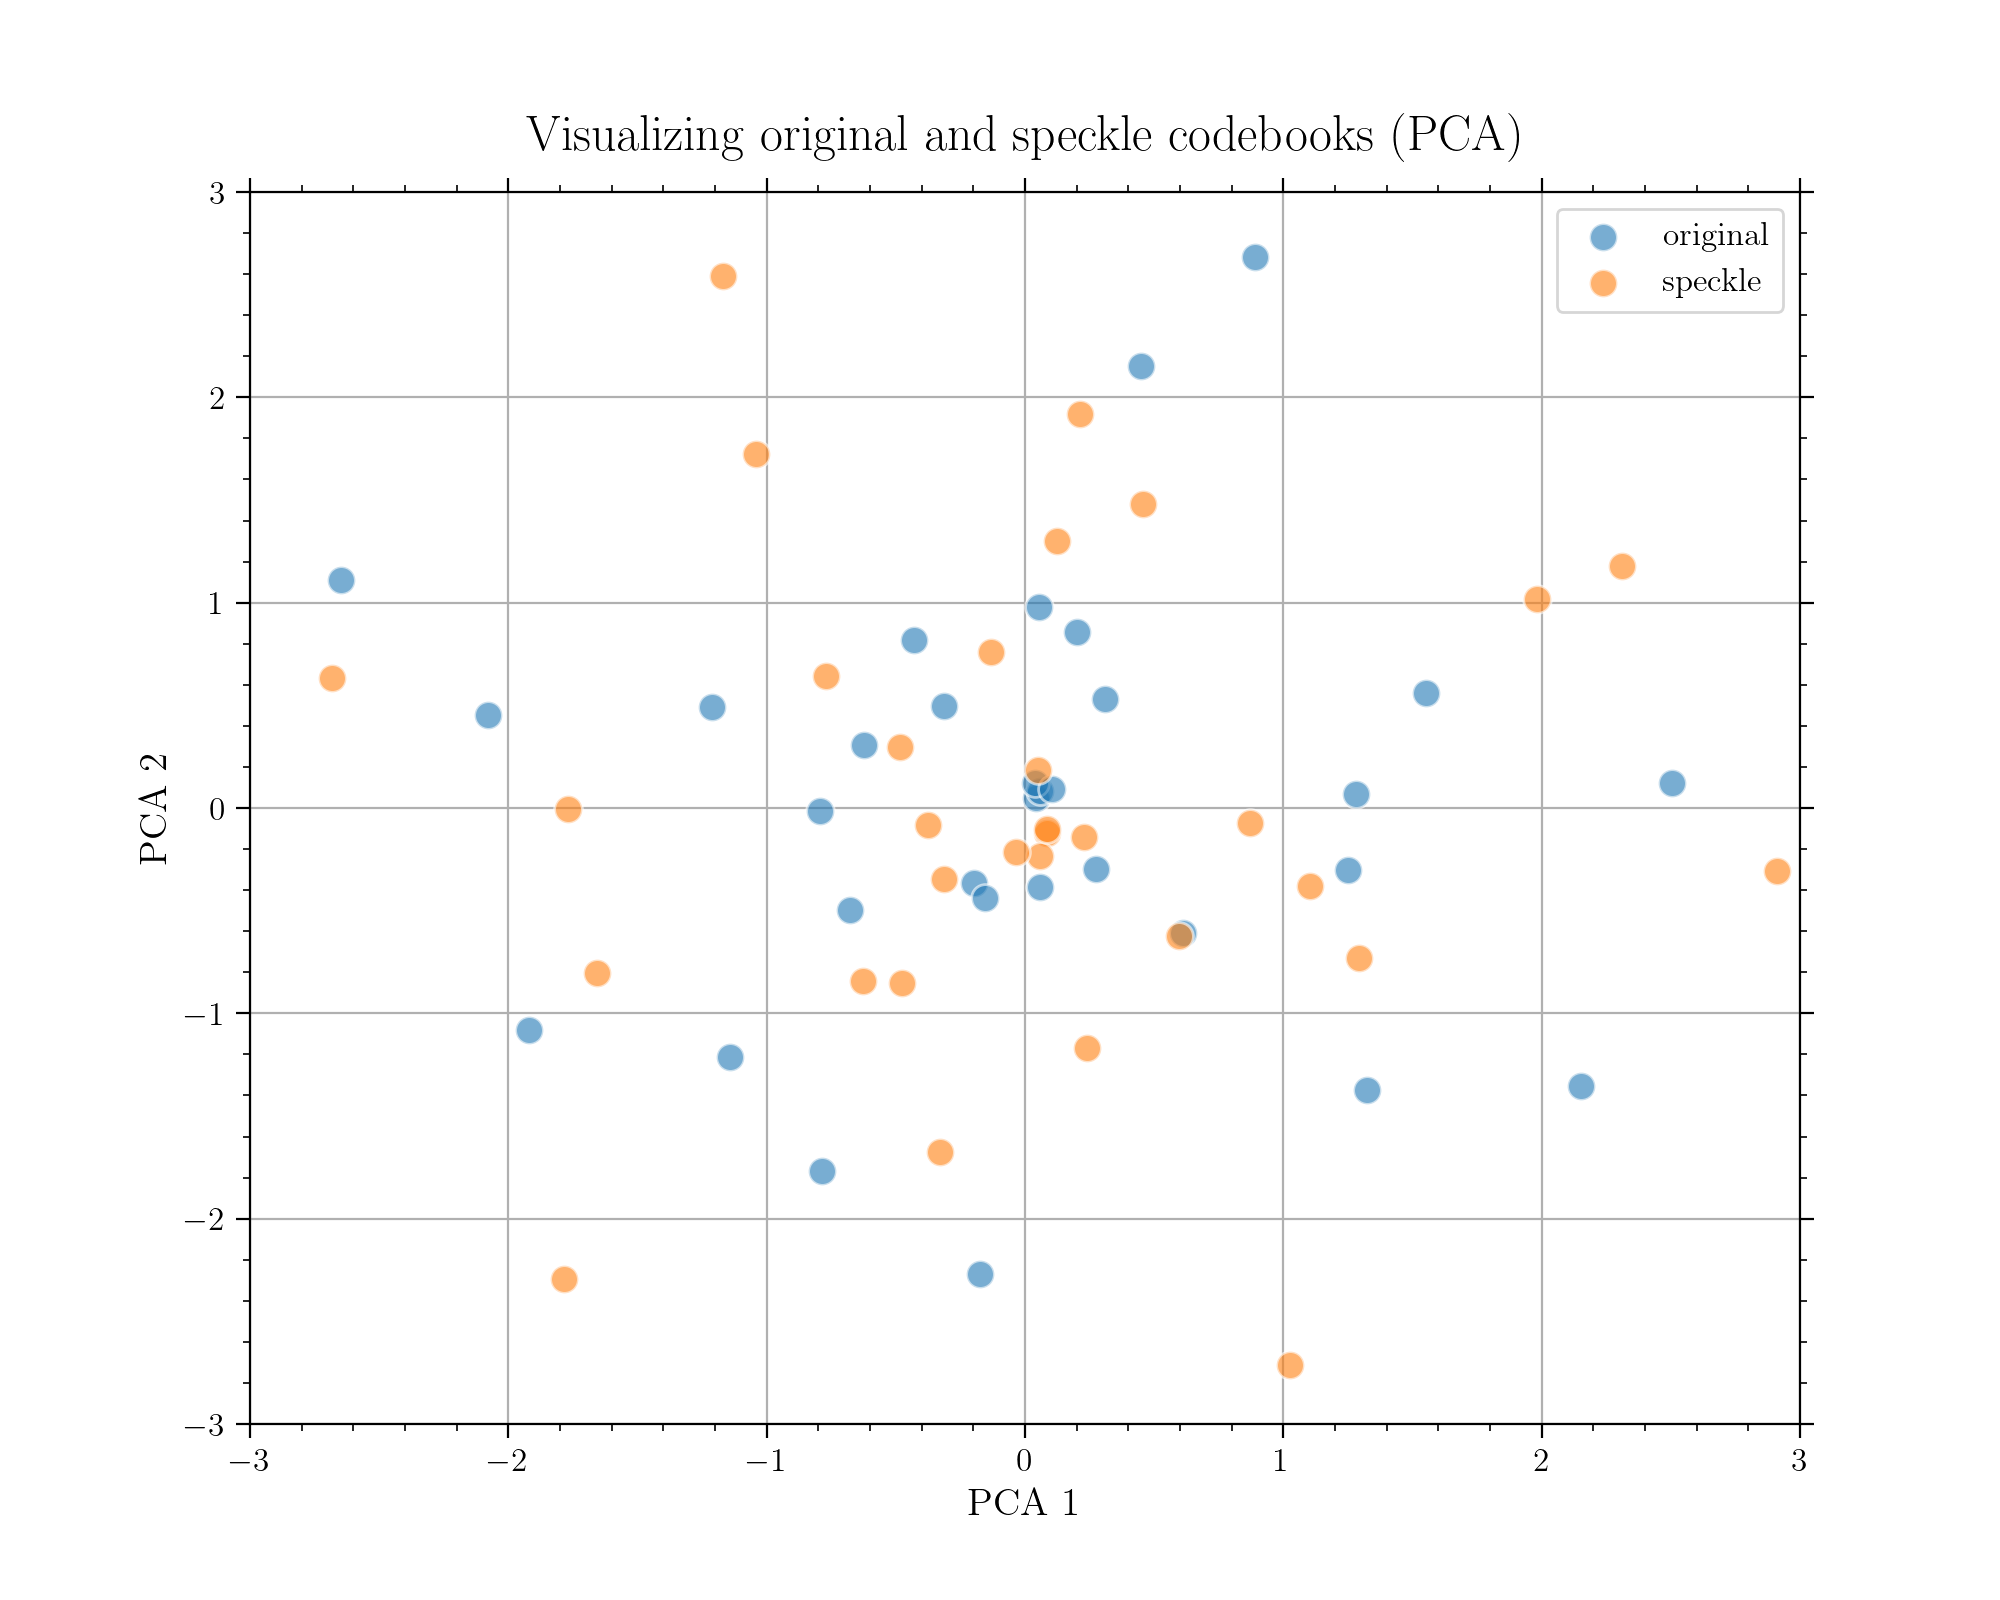 Visualizing original and speckle codebooks (PCA)
original
speckle
3
2
1
0
−1
−2
−3
PCA 2
−3
−2
−1
0
1
2
3
PCA 1